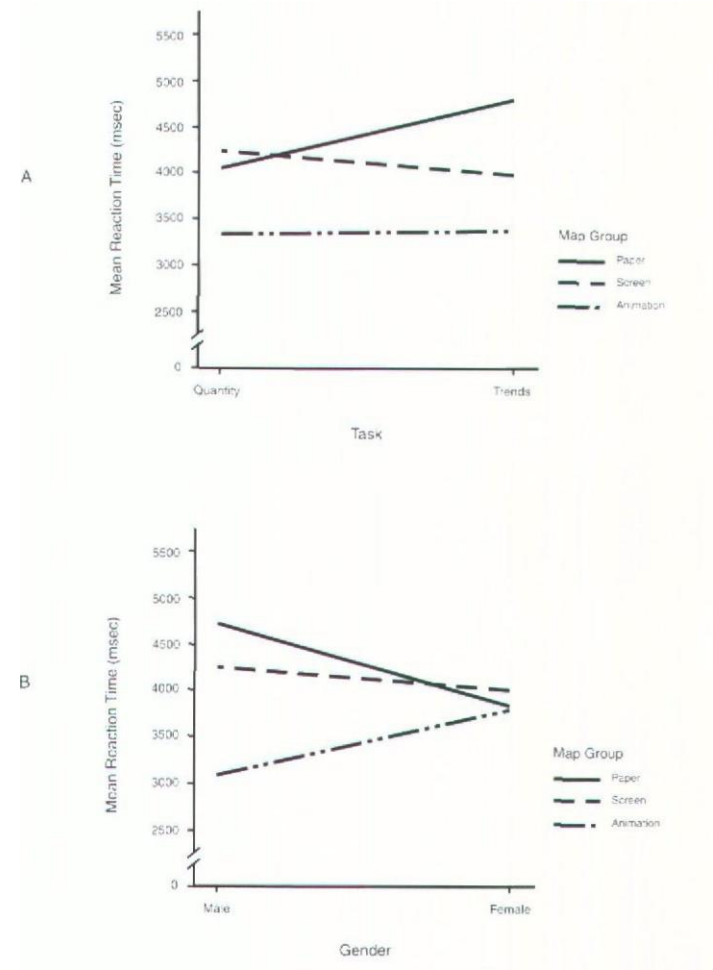 A
Mean Reaction Time (msec)
5500
5000
4500
4000
3500
3000
2500
0
Quantity
Trends
Task
Map Group
Paper
Screen
Animation
B
Mean Reaction Time (msec)
5500
5000
4500
4000
3500
3000
2500
0
Male
Female
Gender
Map Group
Paper
Screen
Animation